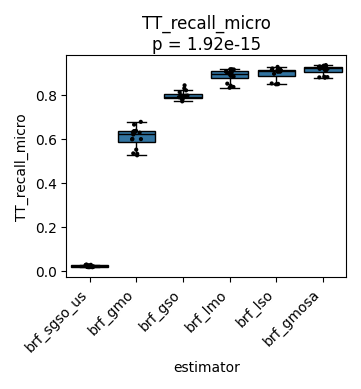 TT_recall_micro
p = 1.92e-15
TT_recall_micro
0.8
0.6
0.4
0.2
0.0
brf_sgso_us
brf_gmo
brf_gso
brf_lmo
brf_lso
brf_gmosa
estimator